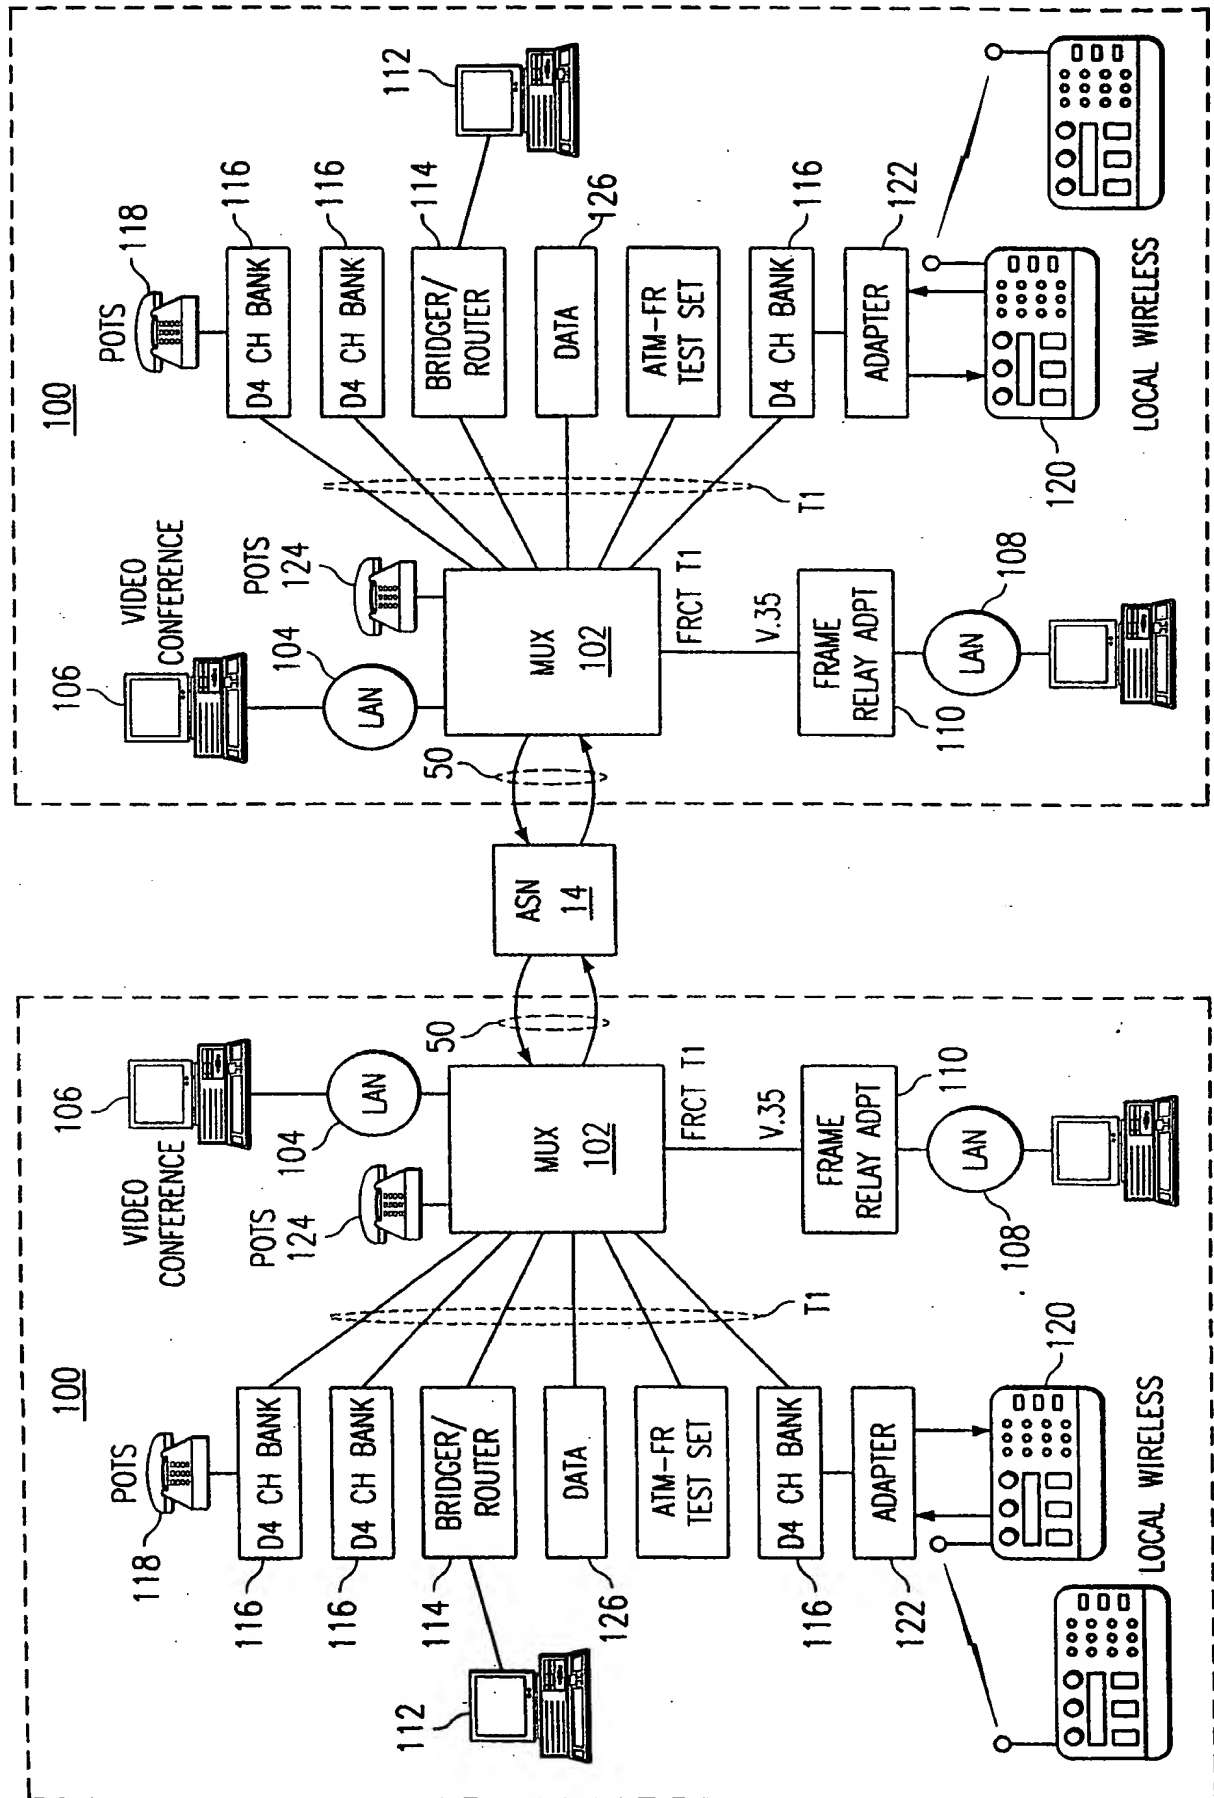 100
POTS
118
D4 CH BANK
116
D4 CH BANK
116
BRIDGER/
ROUTER
114
112
DATA
126
ATM-FR
TEST SET
D4 CH BANK
116
ADAPTER
122
120
LOCAL WIRELESS
T1
VIDEO
CONFERENCE
106
LAN
104
POTS
124
MUX
102
FRCT T1
V.35
FRAME
RELAY ADPT
110
LAN
108
50
ASN
14
50
100
VIDEO
CONFERENCE
106
LAN
104
POTS
124
MUX
102
FRCT T1
V.35
FRAME
RELAY ADPT
110
LAN
108
T1
POTS
118
D4 CH BANK
116
D4 CH BANK
116
BRIDGER/
ROUTER
114
112
DATA
126
ATM-FR
TEST SET
D4 CH BANK
116
ADAPTER
122
120
LOCAL WIRELESS